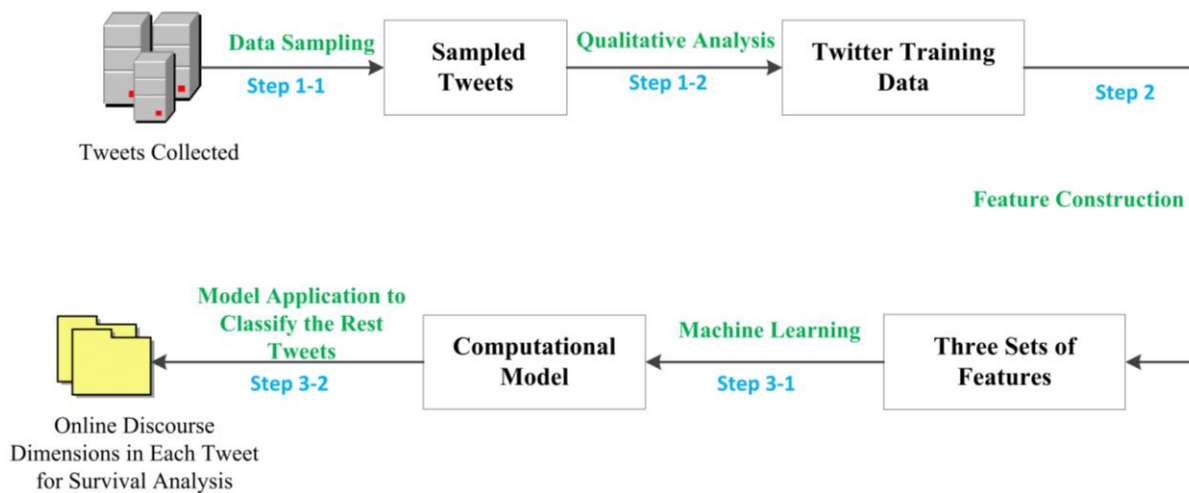 Data Sampling
Step 1-1
Sampled
Tweets
Qualitative Analysis
Step 1-2
Twitter Training
Data
Step 2
Tweets Collected
Feature Construction
Model Application to
Classify the Rest
Tweets
Step 3-2
Computational
Model
Machine Learning
Step 3-1
Three Sets of
Features
Online Discourse
Dimensions in Each Tweet
for Survival Analysis